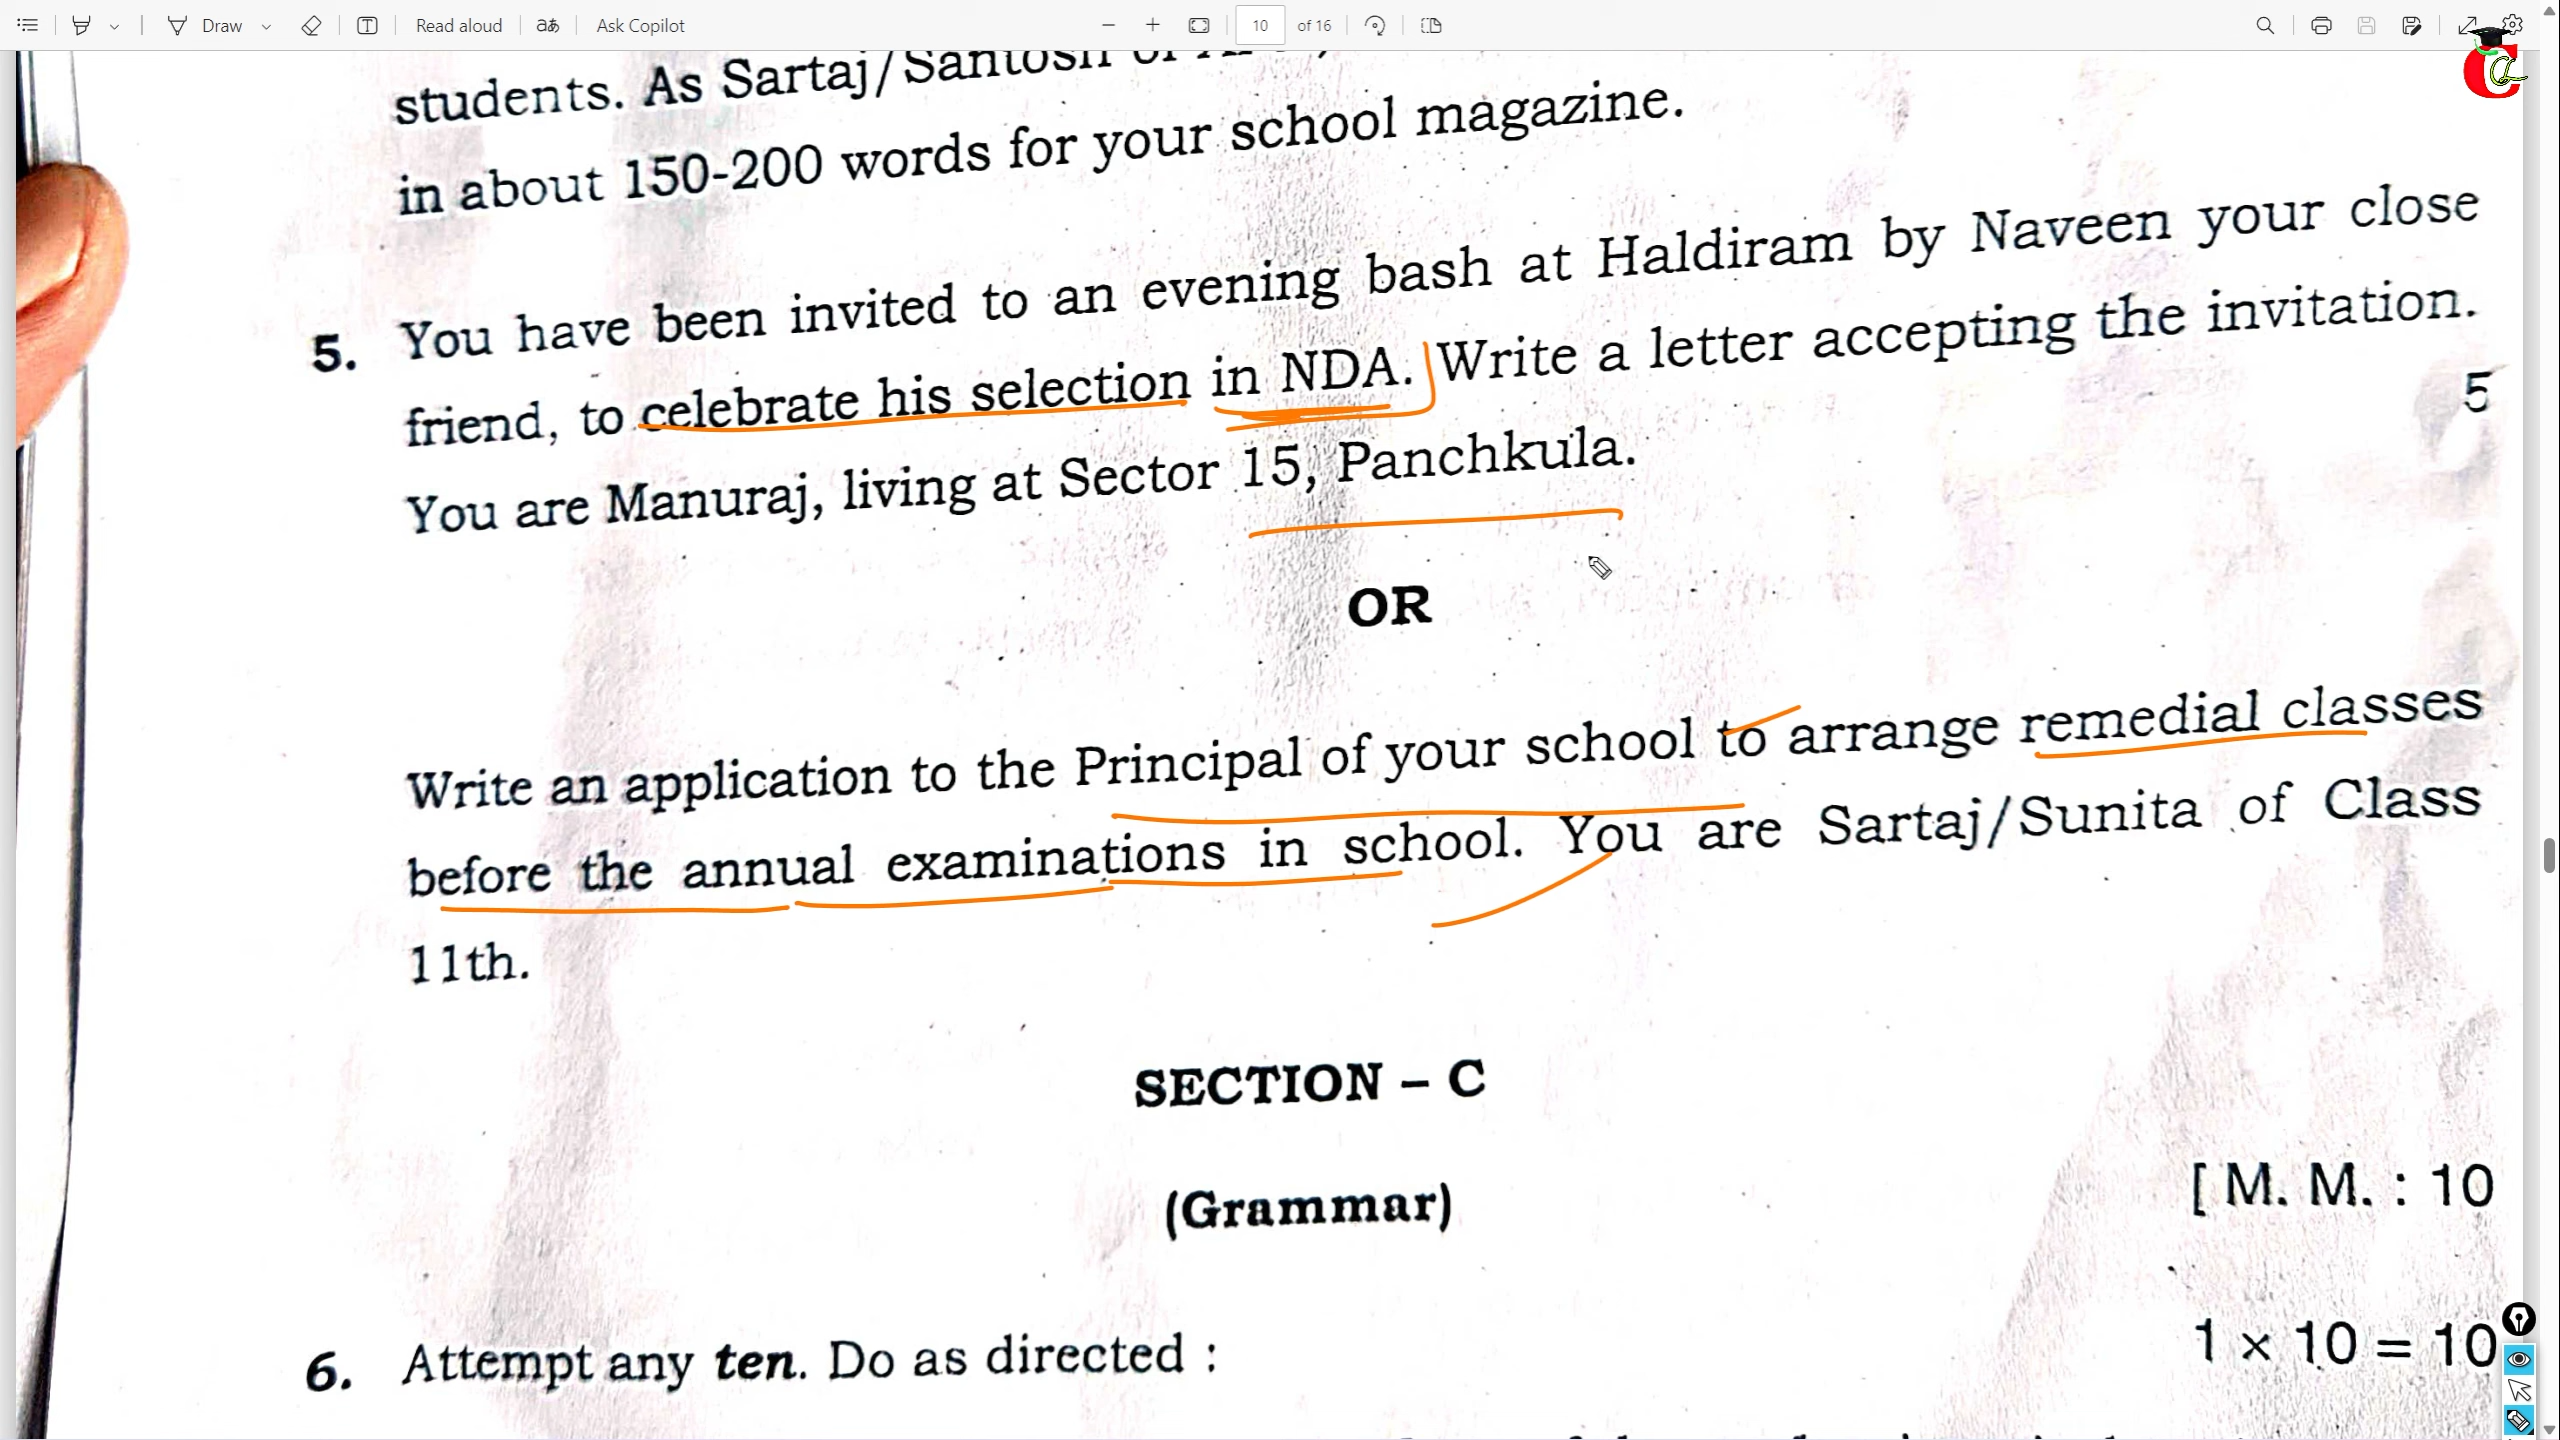 Draw
Read aloud
aあ
Ask Copilot
10 of 16
students. As Sartaj/Santosh of
in about 150-200 words for your school magazine.
5. You have been invited to an evening bash at Haldiram by Naveen your close
friend, to celebrate his selection in NDA. Write a letter accepting the invitation.
You are Manuraj, living at Sector 15, Panchkula. 5
OR
Write an application to the Principal of your school to arrange remedial classes
before the annual examinations in school. You are Sartaj/Sunita of Class
11th.
SECTION – C
(Grammar)
[ M. M. : 10
6. Attempt any ten. Do as directed : 1 × 10 = 10